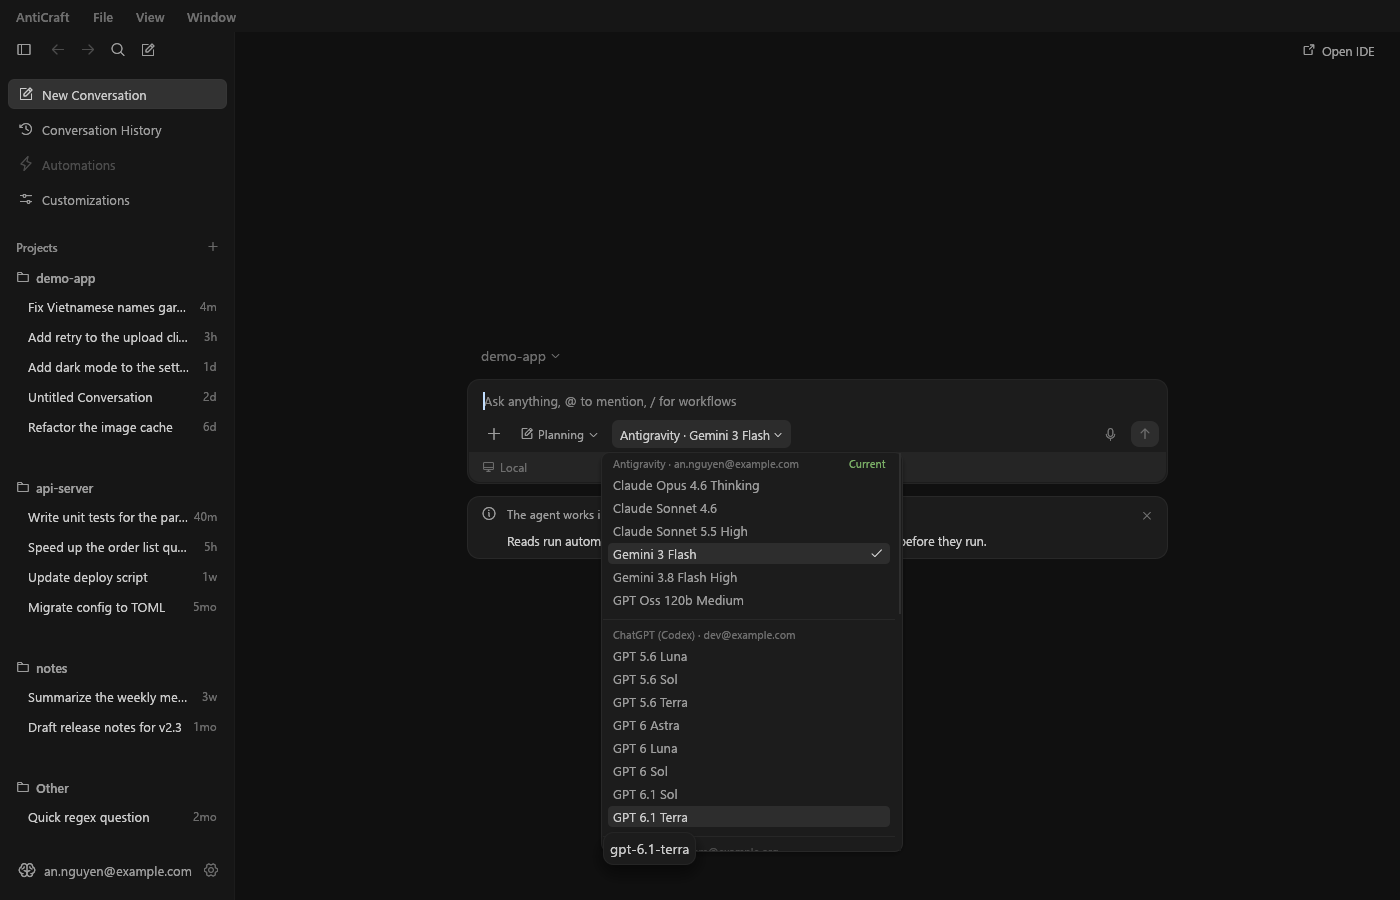 AntiCraft File View Window
Open IDE
New Conversation
Conversation History
Automations
Customizations
Projects
demo-app
Fix Vietnamese names gar... 4m
Add retry to the upload cli... 3h
Add dark mode to the sett... 1d
Untitled Conversation 2d
Refactor the image cache 6d
api-server
Write unit tests for the par... 40m
Speed up the order list qu... 5h
Update deploy script 1w
Migrate config to TOML 5mo
notes
Summarize the weekly me... 3w
Draft release notes for v2.3 1mo
Other
Quick regex question 2mo
an.nguyen@example.com
demo-app
Ask anything, @ to mention, / for workflows
Planning Antigravity · Gemini 3 Flash
Local
The agent works i
Reads run autom before they run.
Antigravity · an.nguyen@example.com Current
Claude Opus 4.6 Thinking
Claude Sonnet 4.6
Claude Sonnet 5.5 High
Gemini 3 Flash
Gemini 3.8 Flash High
GPT Oss 120b Medium
ChatGPT (Codex) · dev@example.com
GPT 5.6 Luna
GPT 5.6 Sol
GPT 5.6 Terra
GPT 6 Astra
GPT 6 Luna
GPT 6 Sol
GPT 6.1 Sol
GPT 6.1 Terra
gpt-6.1-terra